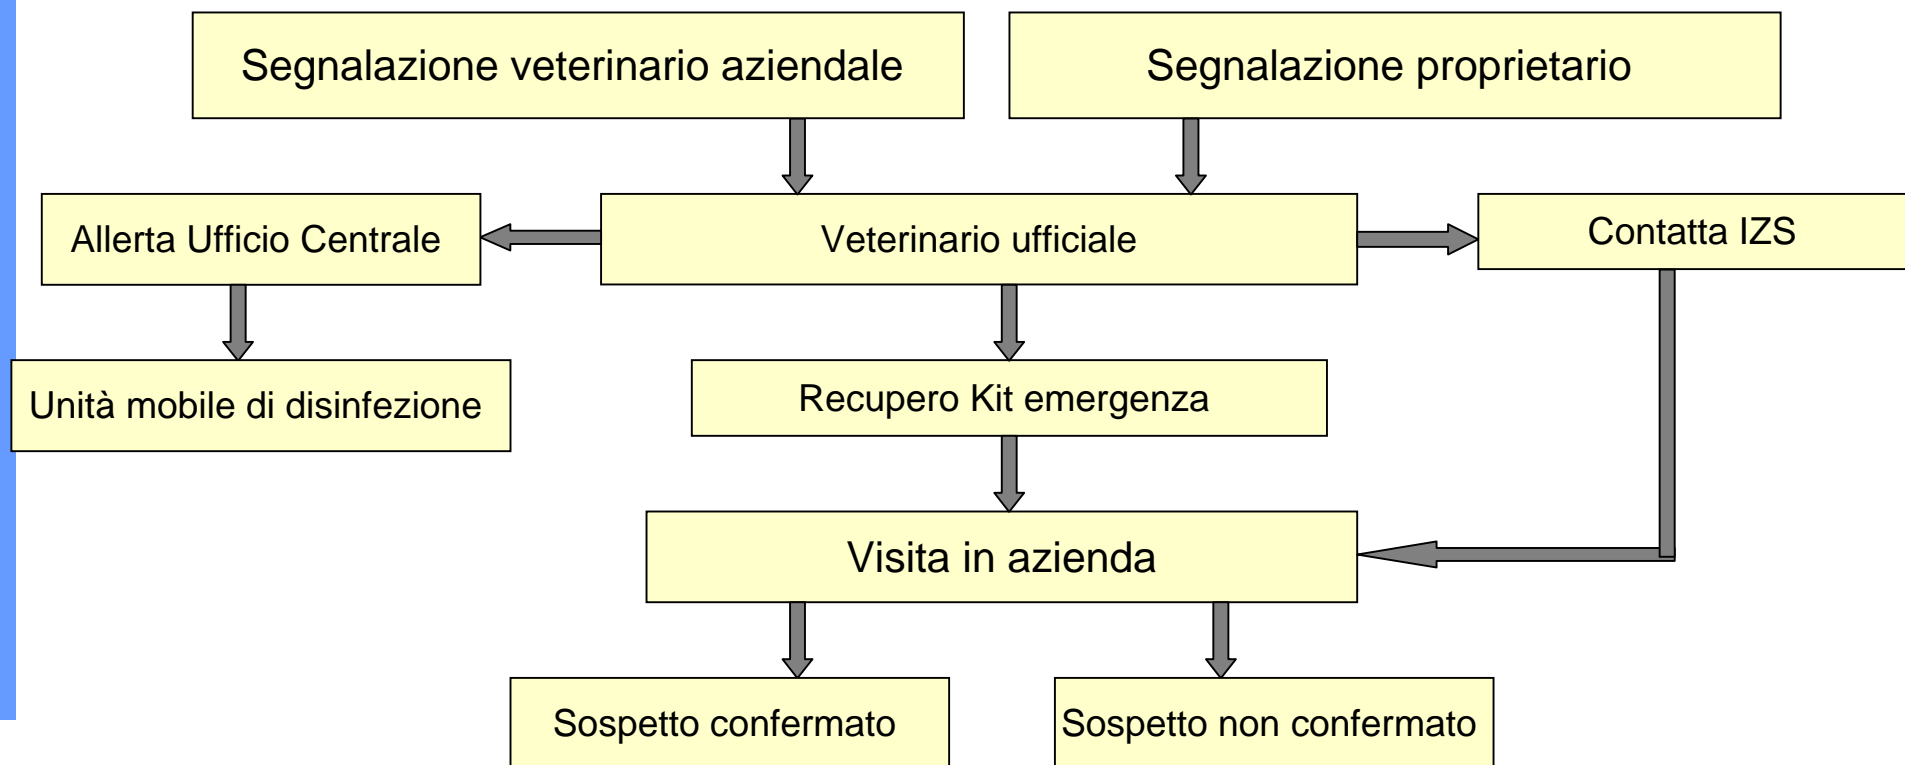 Segnalazione veterinario aziendale
Segnalazione proprietario
Allerta Ufficio Centrale
Veterinario ufficiale
Contatta IZS
Unità mobile di disinfezione
Recupero Kit emergenza
Visita in azienda
Sospetto confermato
Sospetto non confermato